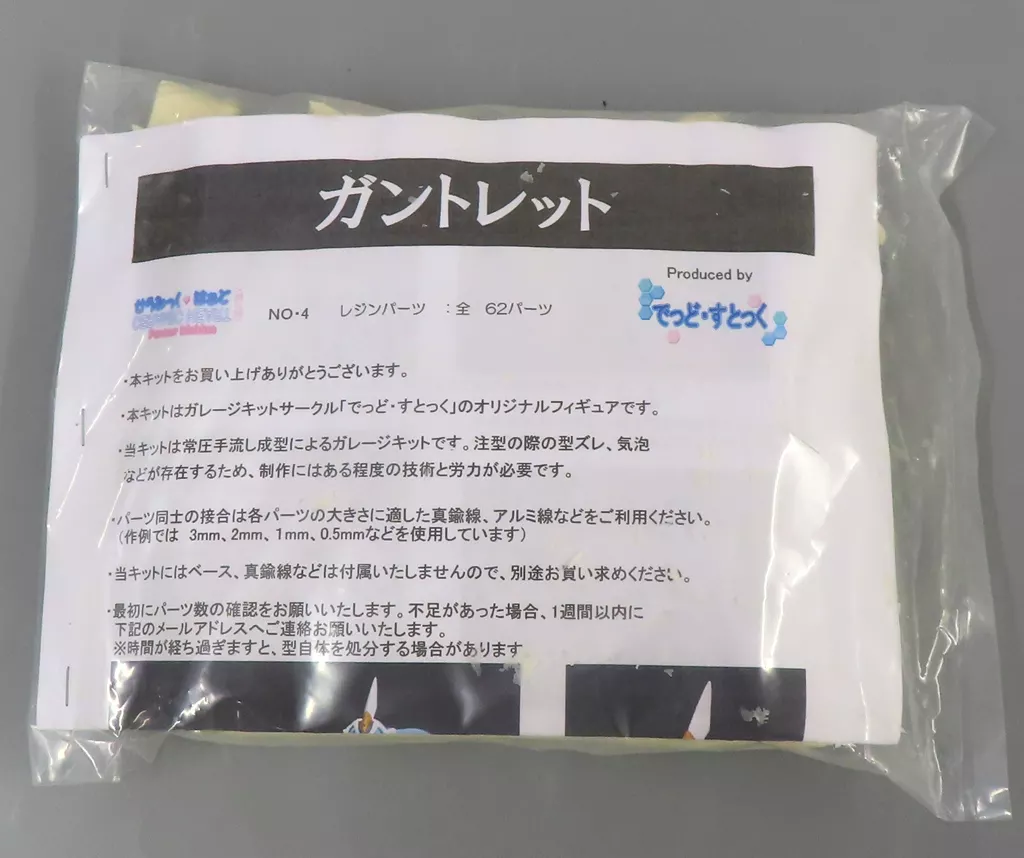 ガントレット
Produced by
でっど・すとっく
NO・4 レジンパーツ ：全 62パーツ
・本キットをお買い上げありがとうございます。
・本キットはガレージキットサークル「でっど・すとっく」のオリジナルフィギュアです。
・当キットは常圧手流し成型によるガレージキットです。注型の際の型ズレ、気泡
などが存在するため、制作にはある程度の技術と労力が必要です。
・パーツ同士の接合は各パーツの大きさに適した真鍮線、アルミ線などをご利用ください。
（作例では 3mm、2mm、1mm、0.5mmなどを使用しています）
・当キットにはベース、真鍮線などは付属いたしませんので、別途お買い求めください。
・最初にパーツ数の確認をお願いいたします。不足があった場合、1週間以内に
下記のメールアドレスへご連絡お願いいたします。
※時間が経ち過ぎますと、型自体を処分する場合があります